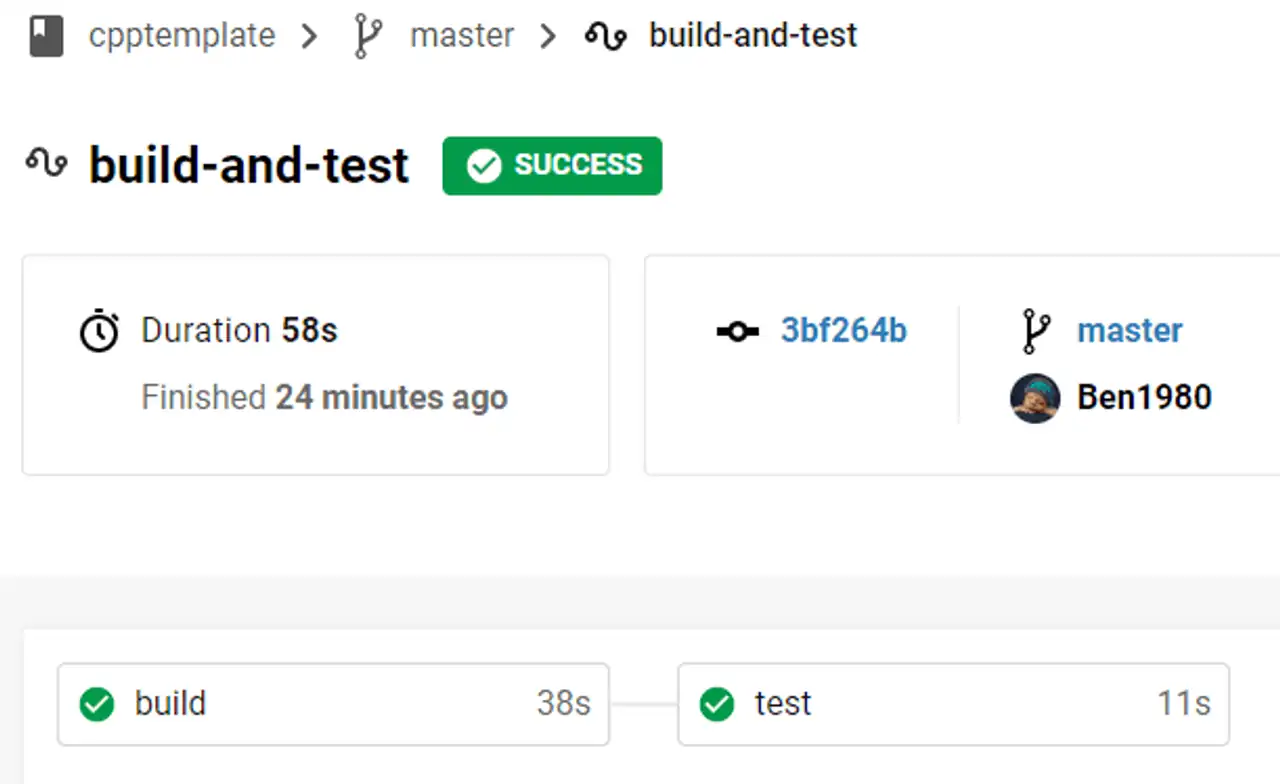 cpptemplate > master > build-and-test
build-and-test SUCCESS
Duration 58s
Finished 24 minutes ago
3bf264b master
Ben1980
build 38s
test 11s